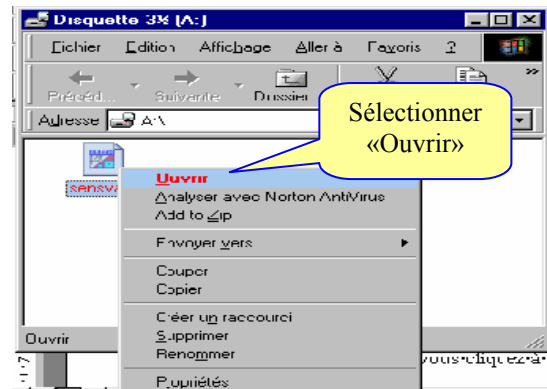 Disquette 3½ (A:)
Fichier Edition Affichage Aller à Favoris ?
Précéd... Suivante Dossier »
Adresse A:\
Sélectionner
«Ouvrir»
sensva
Ouvrir
Analyser avec Norton AntiVirus
Add to Zip
Envoyer vers
Couper
Copier
Créer un raccourci
Supprimer
Renommer
Propriétés
Ouvrir
vous cliquez à